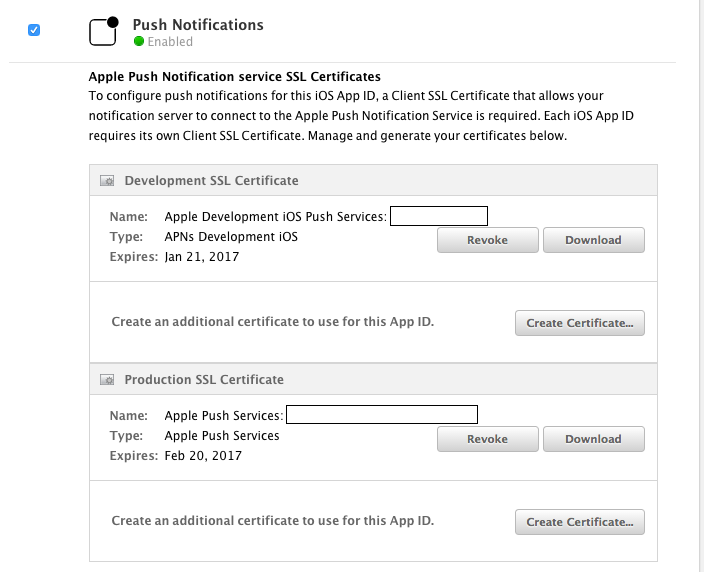 Push Notifications
Enabled
Apple Push Notification service SSL Certificates
To configure push notifications for this iOS App ID, a Client SSL Certificate that allows your
notification server to connect to the Apple Push Notification Service is required. Each iOS App ID
requires its own Client SSL Certificate. Manage and generate your certificates below.
Development SSL Certificate
Name: Apple Development iOS Push Services:
Type: APNs Development iOS
Revoke Download
Expires: Jan 21, 2017
Create an additional certificate to use for this App ID. Create Certificate...
Production SSL Certificate
Name: Apple Push Services:
Type: Apple Push Services
Revoke Download
Expires: Feb 20, 2017
Create an additional certificate to use for this App ID. Create Certificate...